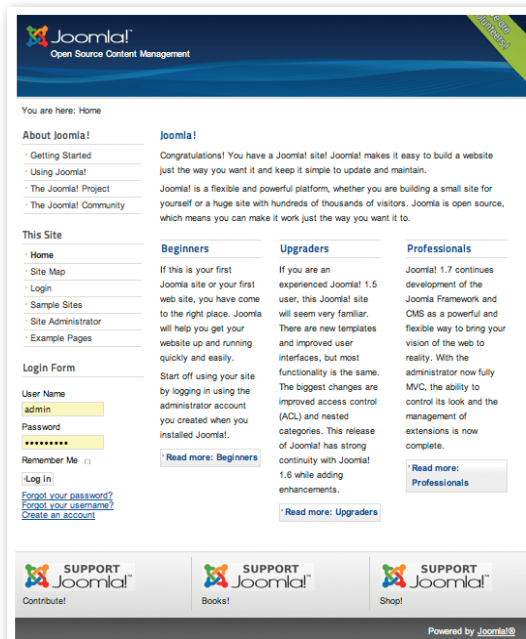 Joomla!™
Open Source Content Management
We are
Volunteers!
You are here: Home
About Joomla!
Getting Started
Using Joomla!
The Joomla! Project
The Joomla! Community
This Site
Home
Site Map
Login
Sample Sites
Site Administrator
Example Pages
Login Form
User Name
admin
Password
•••••••••
Remember Me
Log in
Forgot your password?
Forgot your username?
Create an account
Joomla!
Congratulations! You have a Joomla! site! Joomla! makes it easy to build a website
just the way you want it and keep it simple to update and maintain.
Joomla! is a flexible and powerful platform, whether you are building a small site for
yourself or a huge site with hundreds of thousands of visitors. Joomla is open source,
which means you can make it work just the way you want it to.
Beginners
If this is your first
Joomla site or your first
web site, you have come
to the right place. Joomla
will help you get your
website up and running
quickly and easily.
Start off using your site
by logging in using the
administrator account
you created when you
installed Joomla!.
Read more: Beginners
Upgraders
If you are an
experienced Joomla! 1.5
user, this Joomla! site
will seem very familiar.
There are new templates
and improved user
interfaces, but most
functionality is the same.
The biggest changes are
improved access control
(ACL) and nested
categories. This release
of Joomla! has strong
continuity with Joomla!
1.6 while adding
enhancements.
Read more: Upgraders
Professionals
Joomla! 1.7 continues
development of the
Joomla Framework and
CMS as a powerful and
flexible way to bring your
vision of the web to
reality. With the
administrator now fully
MVC, the ability to
control its look and the
management of
extensions is now
complete.
Read more:
Professionals
SUPPORT
Joomla!™
Contribute!
SUPPORT
Joomla!™
Books!
SUPPORT
Joomla!™
Shop!
Powered by Joomla!®